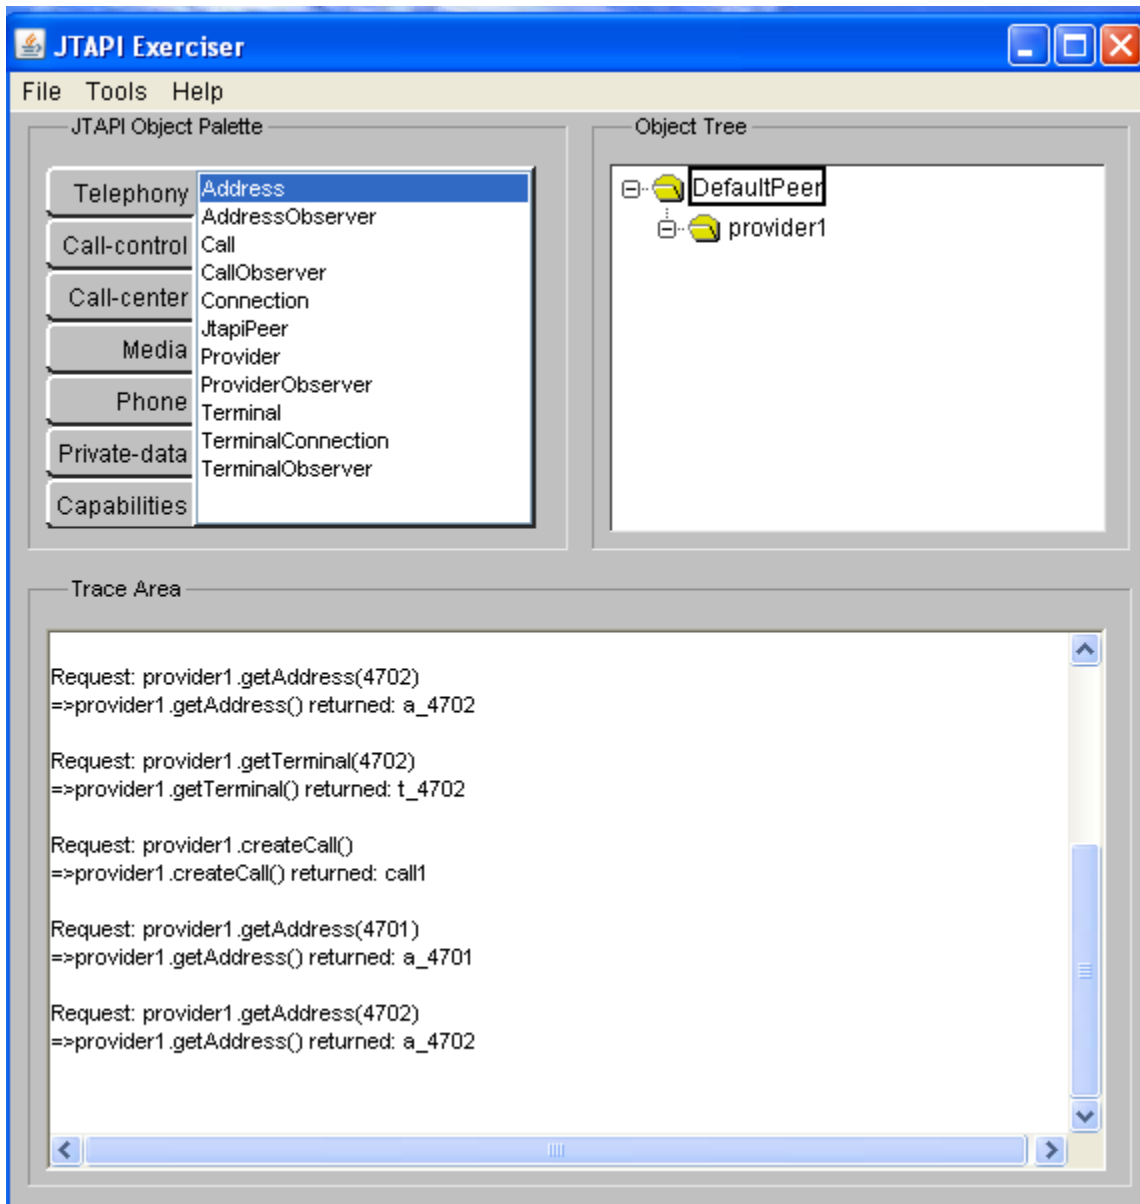 JTAPI Exerciser
File Tools Help
JTAPI Object Palette
Telephony
Call-control
Call-center
Media
Phone
Private-data
Capabilities
Address
AddressObserver
Call
CallObserver
Connection
JtapiPeer
Provider
ProviderObserver
Terminal
TerminalConnection
TerminalObserver
Object Tree
DefaultPeer
provider1
Trace Area
Request: provider1.getAddress(4702)
=>provider1.getAddress() returned: a_4702
Request: provider1.getTerminal(4702)
=>provider1.getTerminal() returned: t_4702
Request: provider1.createCall()
=>provider1.createCall() returned: call1
Request: provider1.getAddress(4701)
=>provider1.getAddress() returned: a_4701
Request: provider1.getAddress(4702)
=>provider1.getAddress() returned: a_4702